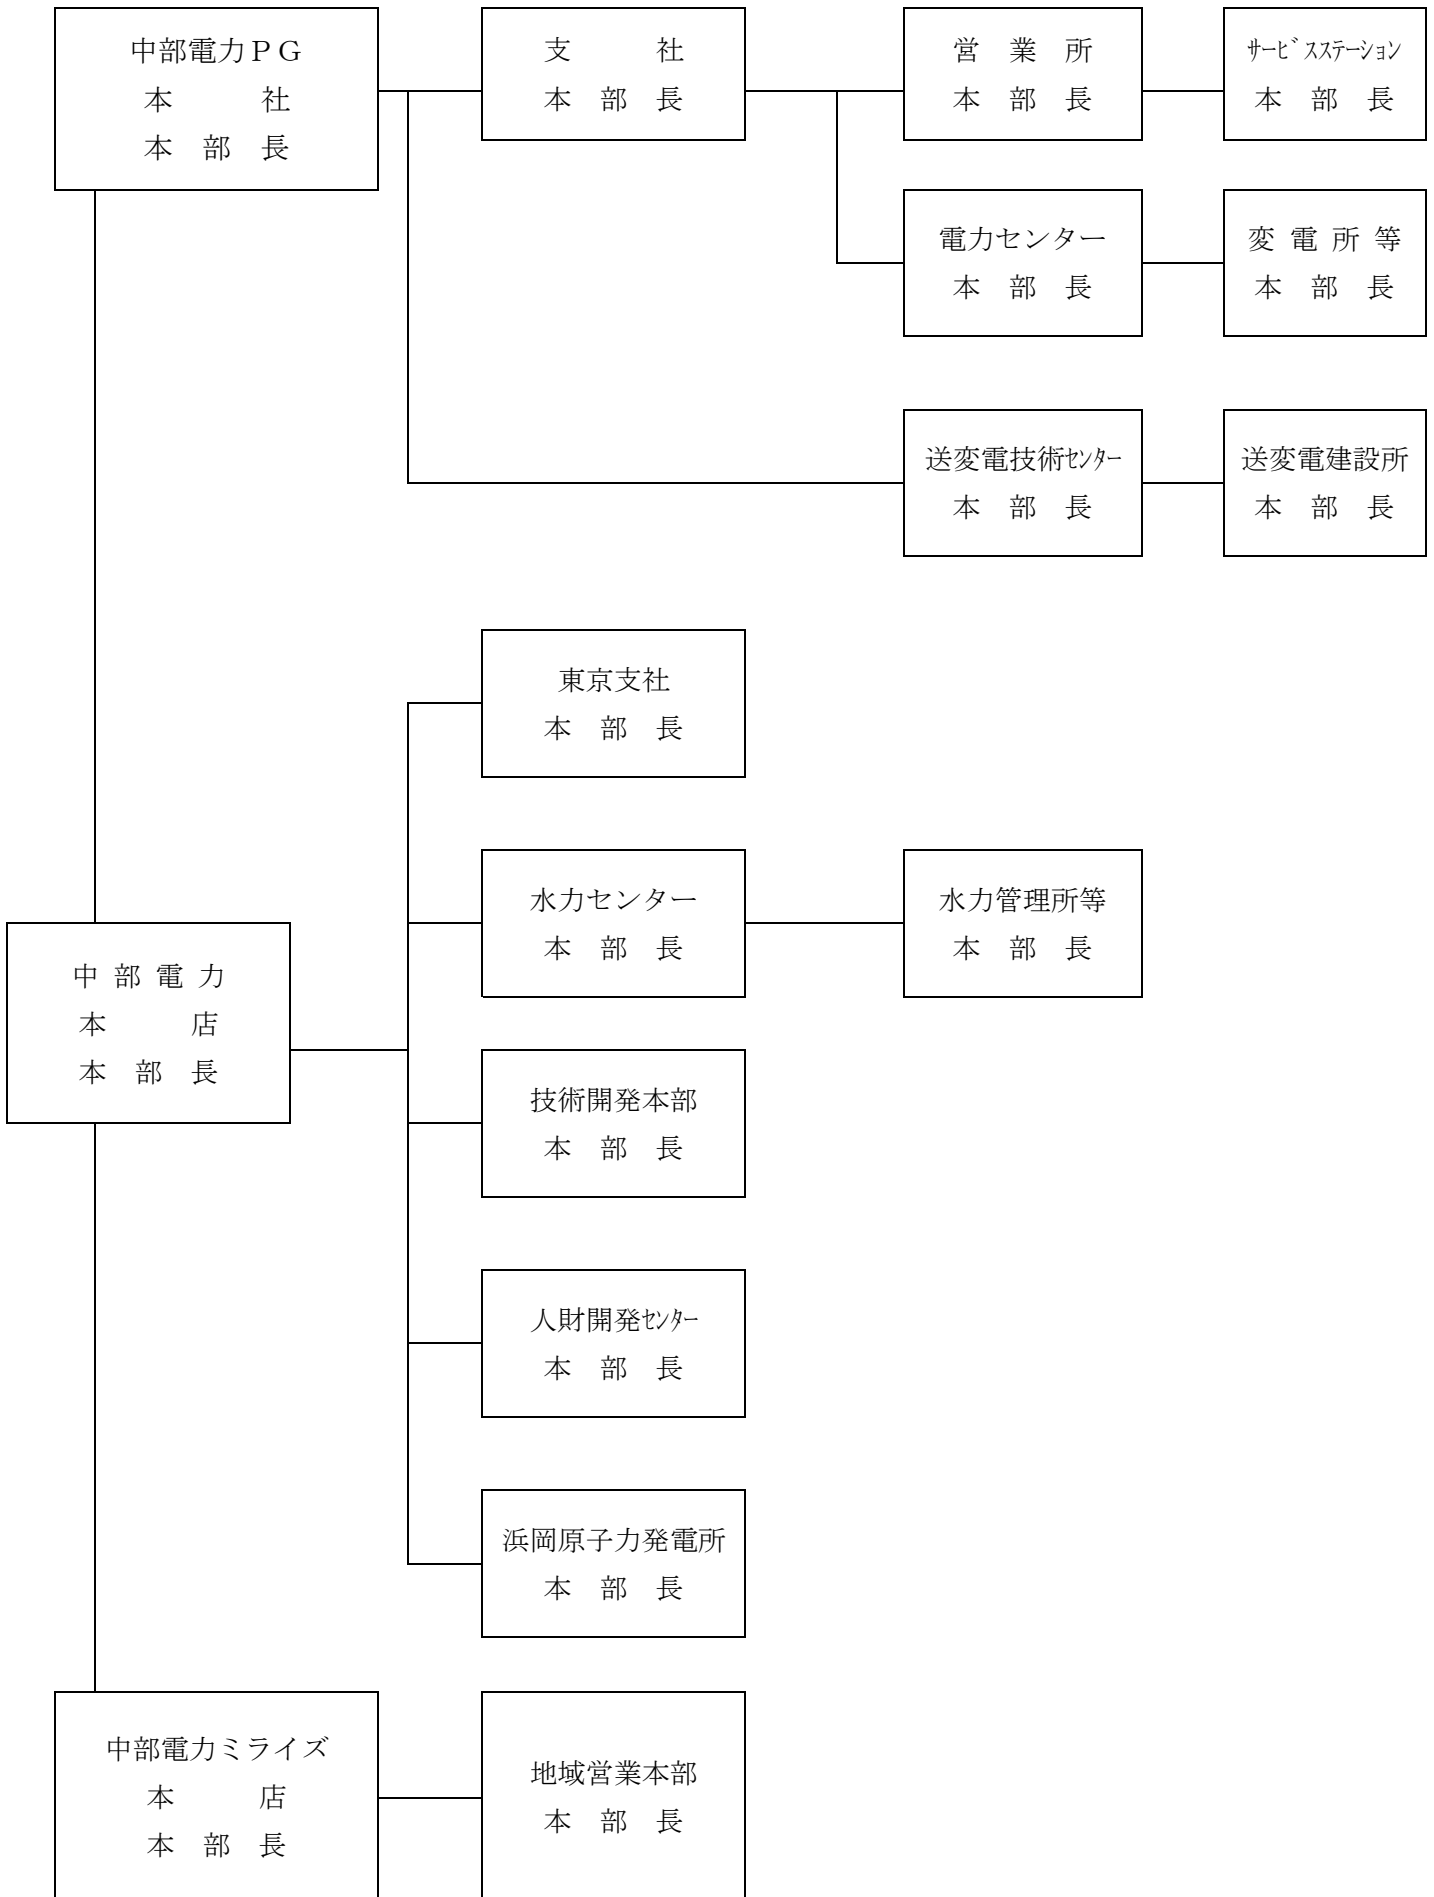 中部電力ＰＧ
本　　　社
本　部　長
支　　　社
本　部　長
営　業　所
本　部　長
ｻｰﾋﾞｽｽﾃｰｼｮﾝ
本　部　長
電力センター
本　部　長
変 電 所 等
本　部　長
送変電技術ｾﾝﾀｰ
本　部　長
送変電建設所
本　部　長
東京支社
本　部　長
水力センター
本　部　長
水力管理所等
本　部　長
中 部 電 力
本　　　店
本　部　長
技術開発本部
本　部　長
人財開発ｾﾝﾀｰ
本　部　長
浜岡原子力発電所
本　部　長
中部電力ミライズ
本　　　店
本　部　長
地域営業本部
本　部　長